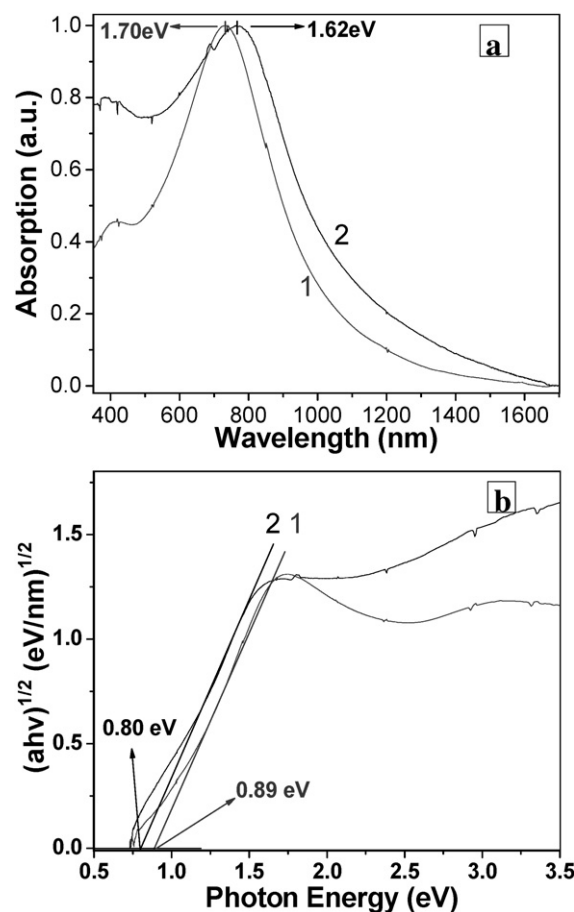 1.70eV 1.62eV a
1.0
0.8
0.6
0.4
0.2
0.0
Absorption (a.u.)
2
1
400 600 800 1000 1200 1400 1600
Wavelength (nm)
b
2 1
1.5
1.0
0.5
0.0
(ahv)1/2 (eV/nm)1/2
0.80 eV
0.89 eV
0.5 1.0 1.5 2.0 2.5 3.0 3.5
Photon Energy (eV)